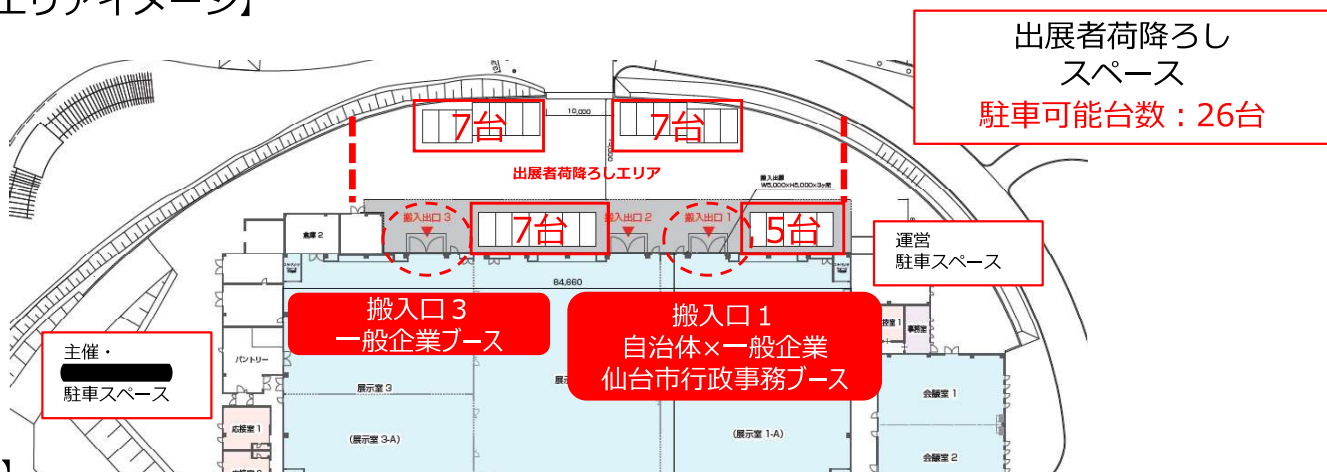 エリアイメージ】
出展者荷降ろし
スペース
駐車可能台数：26台
7台
7台
10,000
出展者荷降ろしエリア
搬入出扉
W5,000×H5,000×3ヶ所
搬入出口 3
7台
搬入出口 2
搬入出口 1
5台
倉庫 2
運営
駐車スペース
84,660
搬入口３
一般企業ブース
搬入口１
自治体×一般企業
仙台市行政事務ブース
控室 1
事務室
主催・
駐車スペース
パントリー
展示室 3
展
会議室 1
応接室 1
(展示室 3-A)
(展示室 1-A)
会議室 2
】